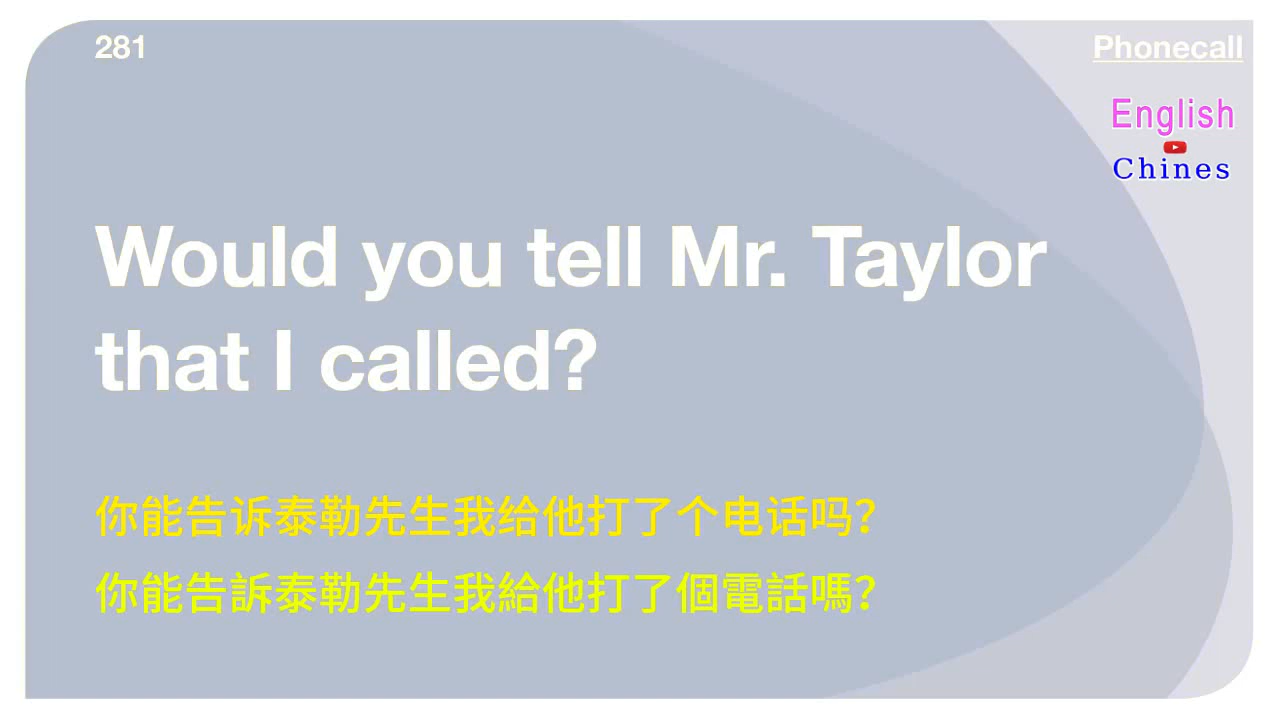 281
Phonecall
English
Chines
Would you tell Mr. Taylor
that I called?
你能告诉泰勒先生我给他打了个电话吗？
你能告訴泰勒先生我給他打了個電話嗎？